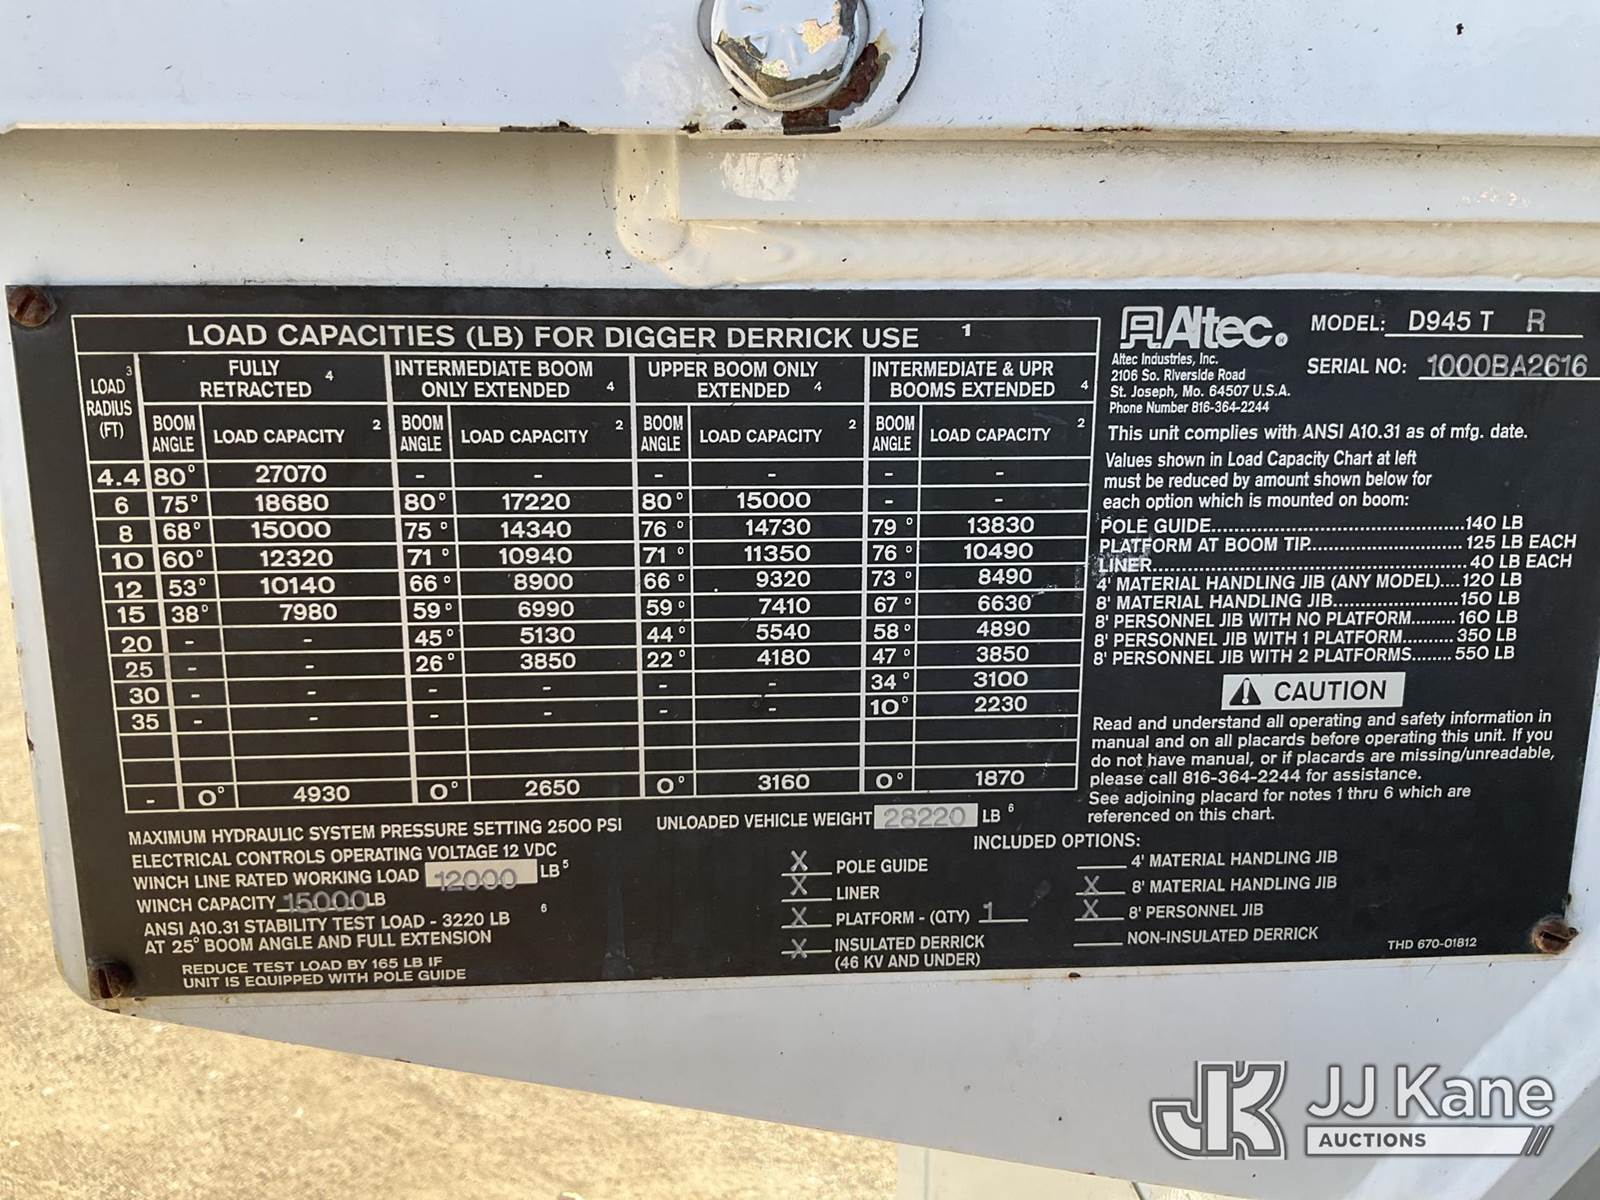 LOAD CAPACITIES (LB) FOR DIGGER DERRICK USE 1
LOAD RADIUS (FT) 3
FULLY RETRACTED 4
INTERMEDIATE BOOM ONLY EXTENDED 4
UPPER BOOM ONLY EXTENDED 4
INTERMEDIATE & UPR BOOMS EXTENDED 4
BOOM ANGLE LOAD CAPACITY 2 BOOM ANGLE LOAD CAPACITY 2 BOOM ANGLE LOAD CAPACITY 2 BOOM ANGLE LOAD CAPACITY 2
4.4 80° 27070 - - - - - -
6 75° 18680 80° 17220 80° 15000 - -
8 68° 15000 75° 14340 76° 14730 79° 13830
10 60° 12320 71° 10940 71° 11350 76° 10490
12 53° 10140 66° 8900 66° 9320 73° 8490
15 38° 7980 59° 6990 59° 7410 67° 6630
20 - - 45° 5130 44° 5540 58° 4890
25 - - 26° 3850 22° 4180 47° 3850
30 - - - - - - 34° 3100
35 - - - - - - 10° 2230
- 0° 4930 0° 2650 0° 3160 0° 1870
MAXIMUM HYDRAULIC SYSTEM PRESSURE SETTING 2500 PSI
ELECTRICAL CONTROLS OPERATING VOLTAGE 12 VDC
WINCH LINE RATED WORKING LOAD 12000 LB 5
WINCH CAPACITY 15000 LB
ANSI A10.31 STABILITY TEST LOAD - 3220 LB 6
AT 25° BOOM ANGLE AND FULL EXTENSION
REDUCE TEST LOAD BY 165 LB IF
UNIT IS EQUIPPED WITH POLE GUIDE
UNLOADED VEHICLE WEIGHT 28220 LB 6
INCLUDED OPTIONS:
X POLE GUIDE
X LINER
X PLATFORM - (QTY) 1
X INSULATED DERRICK
(46 KV AND UNDER)
4' MATERIAL HANDLING JIB
X 8' MATERIAL HANDLING JIB
X 8' PERSONNEL JIB
NON-INSULATED DERRICK
THD 670-01812
Altec®
Altec Industries, Inc.
2106 So. Riverside Road
St. Joseph, Mo. 64507 U.S.A.
Phone Number 816-364-2244
MODEL: D945 T R
SERIAL NO: 1000BA2616
This unit complies with ANSI A10.31 as of mfg. date.
Values shown in Load Capacity Chart at left
must be reduced by amount shown below for
each option which is mounted on boom:
POLE GUIDE...140 LB
PLATFORM AT BOOM TIP...125 LB EACH
LINER...40 LB EACH
4' MATERIAL HANDLING JIB (ANY MODEL)....120 LB
8' MATERIAL HANDLING JIB...150 LB
8' PERSONNEL JIB WITH NO PLATFORM...160 LB
8' PERSONNEL JIB WITH 1 PLATFORM...350 LB
8' PERSONNEL JIB WITH 2 PLATFORMS...550 LB
CAUTION
Read and understand all operating and safety information in
manual and on all placards before operating this unit. If you
do not have manual, or if placards are missing/unreadable,
please call 816-364-2244 for assistance.
See adjoining placard for notes 1 thru 6 which are
referenced on this chart.
JK JJ Kane
AUCTIONS